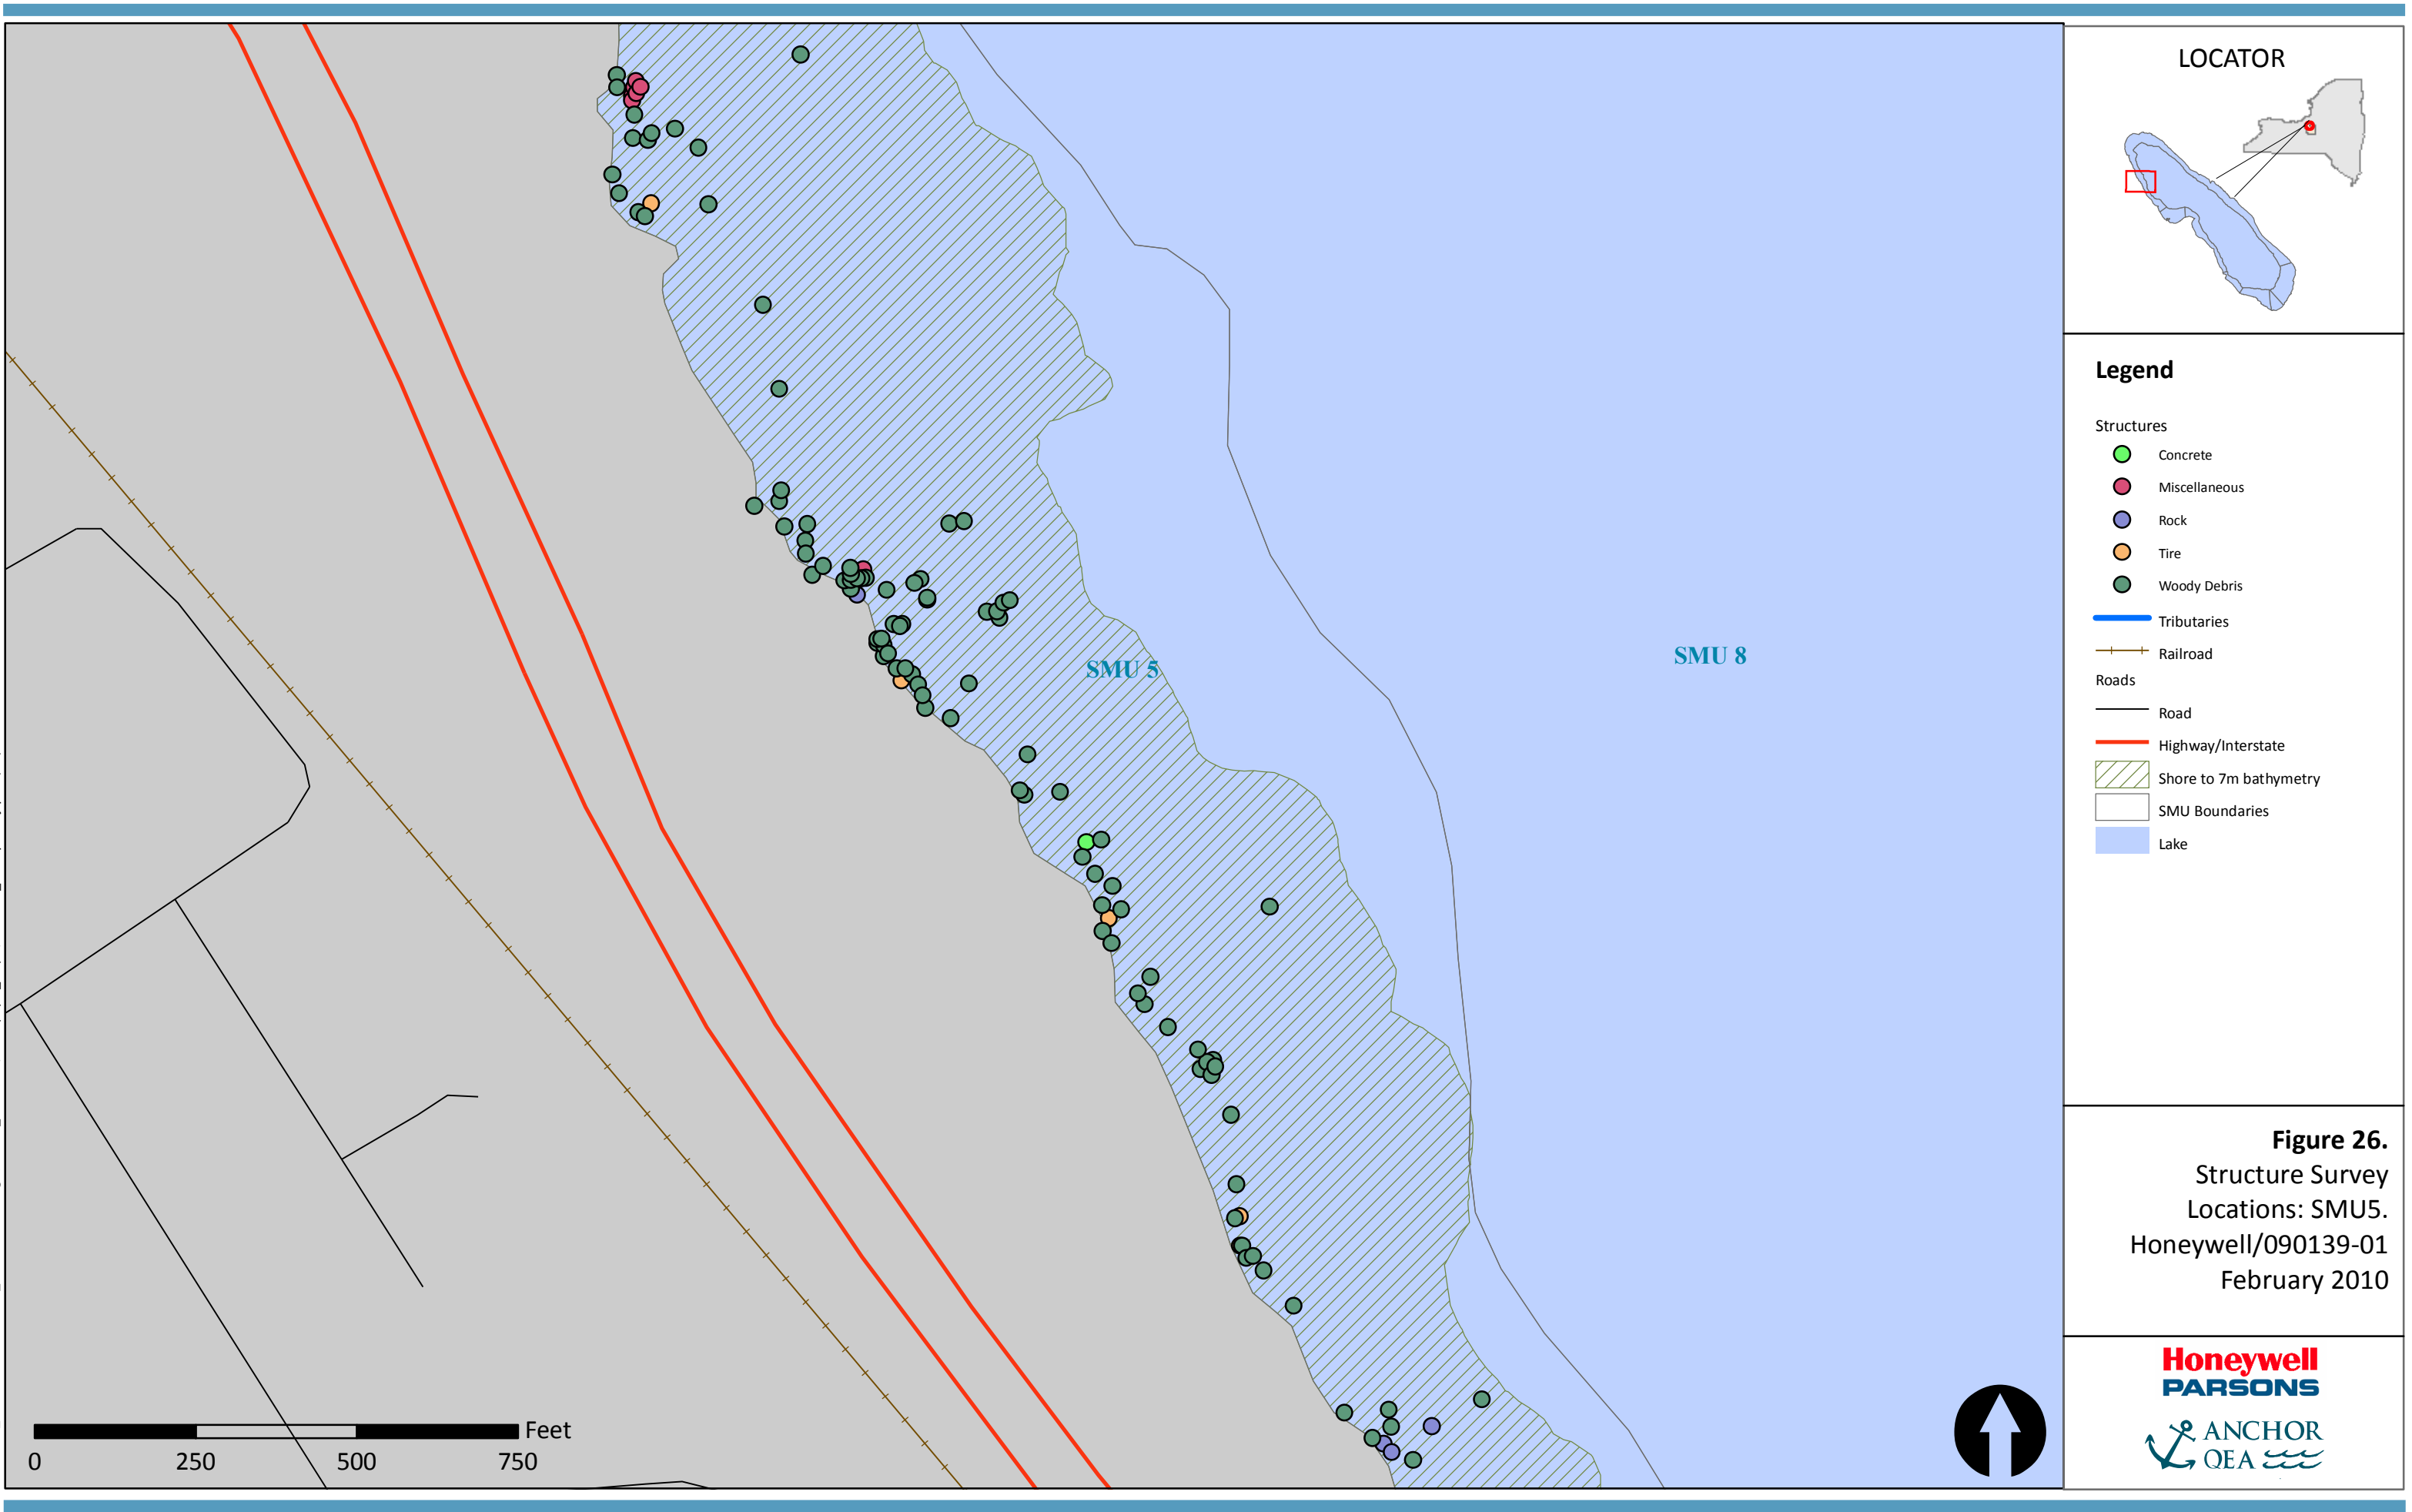 SMU 5
SMU 8
Feet
0 250 500 750
LOCATOR
Legend
Structures
Concrete
Miscellaneous
Rock
Tire
Woody Debris
Tributaries
Railroad
Roads
Road
Highway/Interstate
Shore to 7m bathymetry
SMU Boundaries
Lake
Figure 26.
Structure Survey
Locations: SMU5.
Honeywell/090139-01
February 2010
Honeywell
PARSONS
ANCHOR
QEA